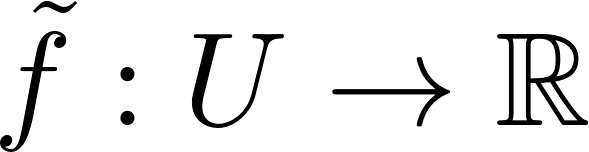 f̃ : U → ℝ